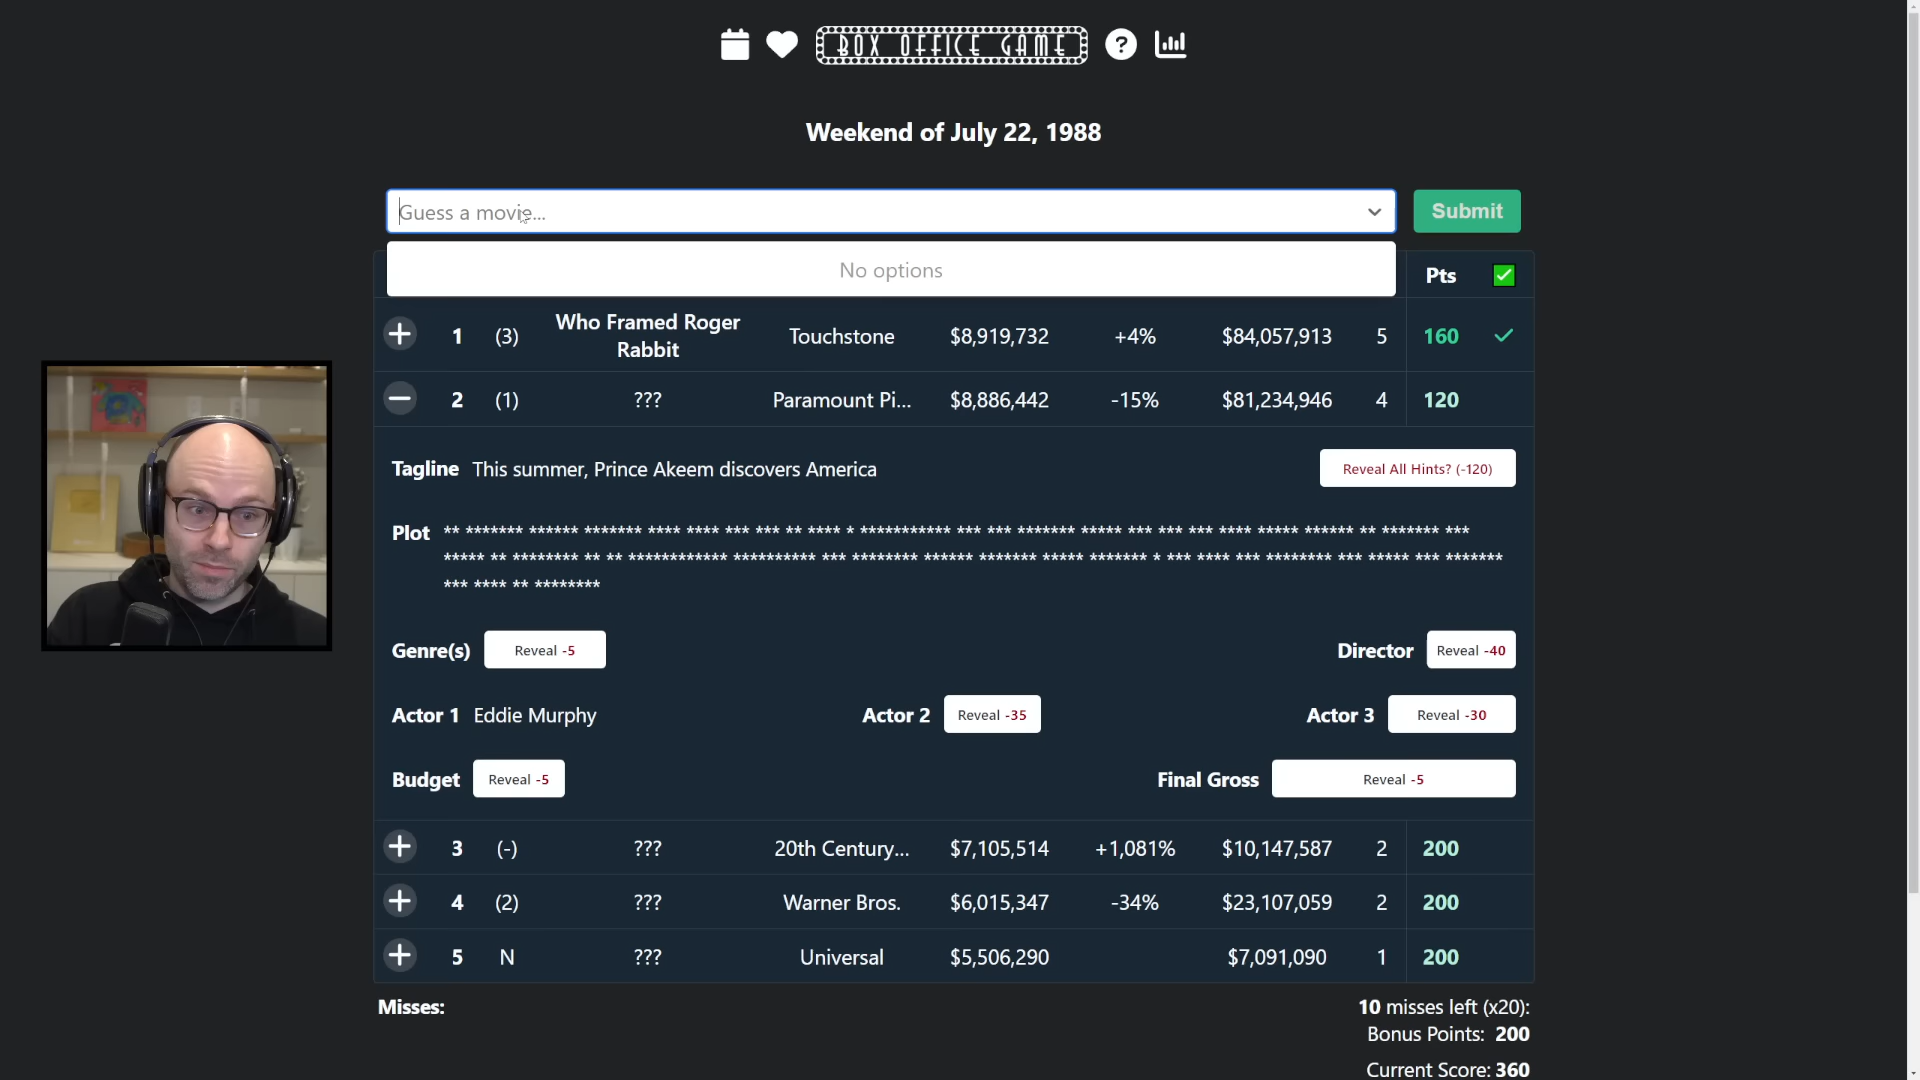 BOX OFFICE GAME
Weekend of July 22, 1988
Guess a movie...
Submit
No options
Pts
1 (3) Who Framed Roger Rabbit Touchstone $8,919,732 +4% $84,057,913 5 160
2 (1) ??? Paramount Pi... $8,886,442 -15% $81,234,946 4 120
Tagline This summer, Prince Akeem discovers America Reveal All Hints? (-120)
Plot ** ******* ****** ******* **** **** *** *** ** **** * *********** *** *** ******* ***** *** *** *** **** ***** ****** ** ******* ***
***** ** ******** ** ** ************ ********** *** ******** ****** ******* ***** ******* * *** **** *** ******** *** ***** *** *******
*** **** ** ********
Genre(s) Reveal -5 Director Reveal -40
Actor 1 Eddie Murphy Actor 2 Reveal -35 Actor 3 Reveal -30
Budget Reveal -5 Final Gross Reveal -5
3 (-) ??? 20th Century... $7,105,514 +1,081% $10,147,587 2 200
4 (2) ??? Warner Bros. $6,015,347 -34% $23,107,059 2 200
5 N ??? Universal $5,506,290 $7,091,090 1 200
Misses: 10 misses left (x20):
Bonus Points: 200
Current Score: 360